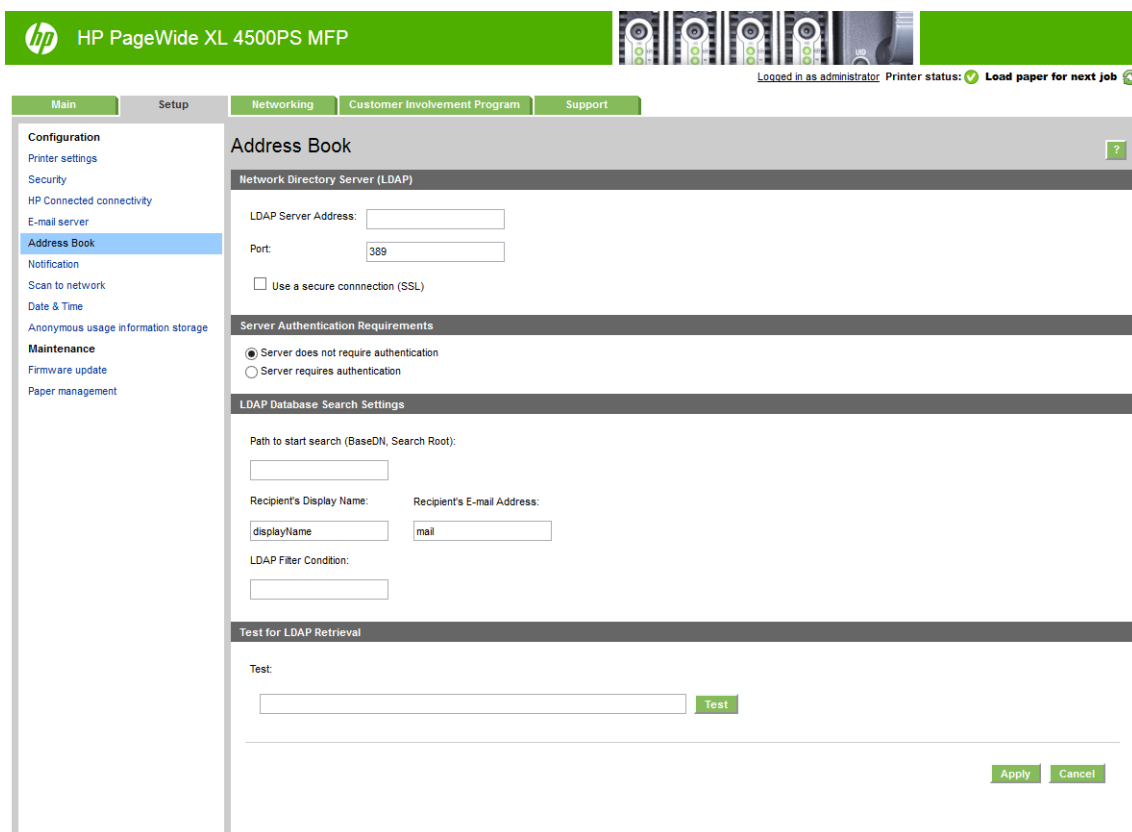 hp HP PageWide XL 4500PS MFP
UID
Logged in as administrator Printer status: Load paper for next job
Main Setup Networking Customer Involvement Program Support
Configuration
Printer settings
Security
HP Connected connectivity
E-mail server
Address Book
Notification
Scan to network
Date & Time
Anonymous usage information storage
Maintenance
Firmware update
Paper management
Address Book
?
Network Directory Server (LDAP)
LDAP Server Address:
Port: 389
Use a secure connnection (SSL)
Server Authentication Requirements
Server does not require authentication
Server requires authentication
LDAP Database Search Settings
Path to start search (BaseDN, Search Root):
Recipient's Display Name: Recipient's E-mail Address:
displayName mail
LDAP Filter Condition:
Test for LDAP Retrieval
Test:
Test
Apply Cancel